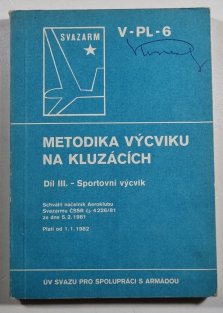 SVAZARM
V-PL-6
METODIKA VÝCVIKU
NA KLUZÁCÍCH
Díl III. - Sportovní výcvik
Schválil náčelník Aeroklubu
Svazarmu ČSSR čj. 4226/81
ze dne 5. 2. 1981
Platí od 1. 1. 1982
ÚV SVAZU PRO SPOLUPRÁCI S ARMÁDOU